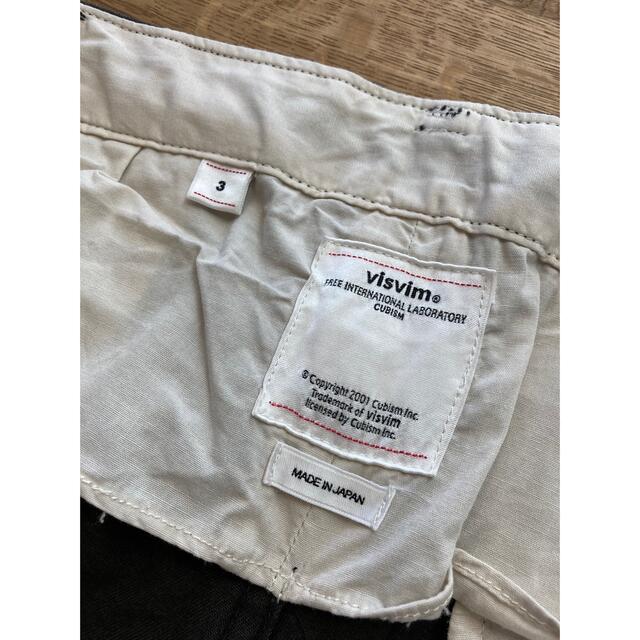 3
visvim®
FREE INTERNATIONAL LABORATORY
CUBISM
© Copyright 2001 Cubism Inc.
Trademark of visvim
licensed by Cubism Inc.
MADE IN JAPAN